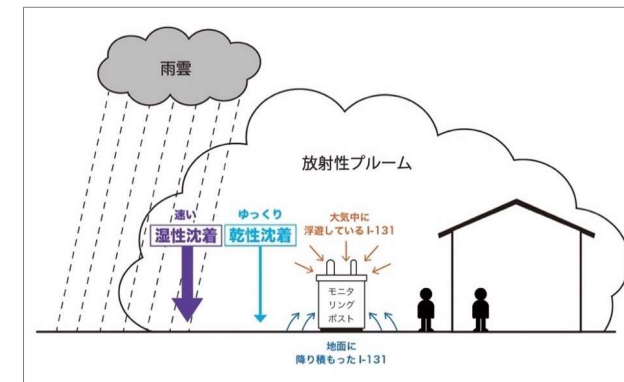 雨雲
放射性プルーム
速い
湿性沈着
ゆっくり
乾性沈着
大気中に
浮遊しているI-131
モニタ
リング
ポスト
地面に
降り積もったI-131